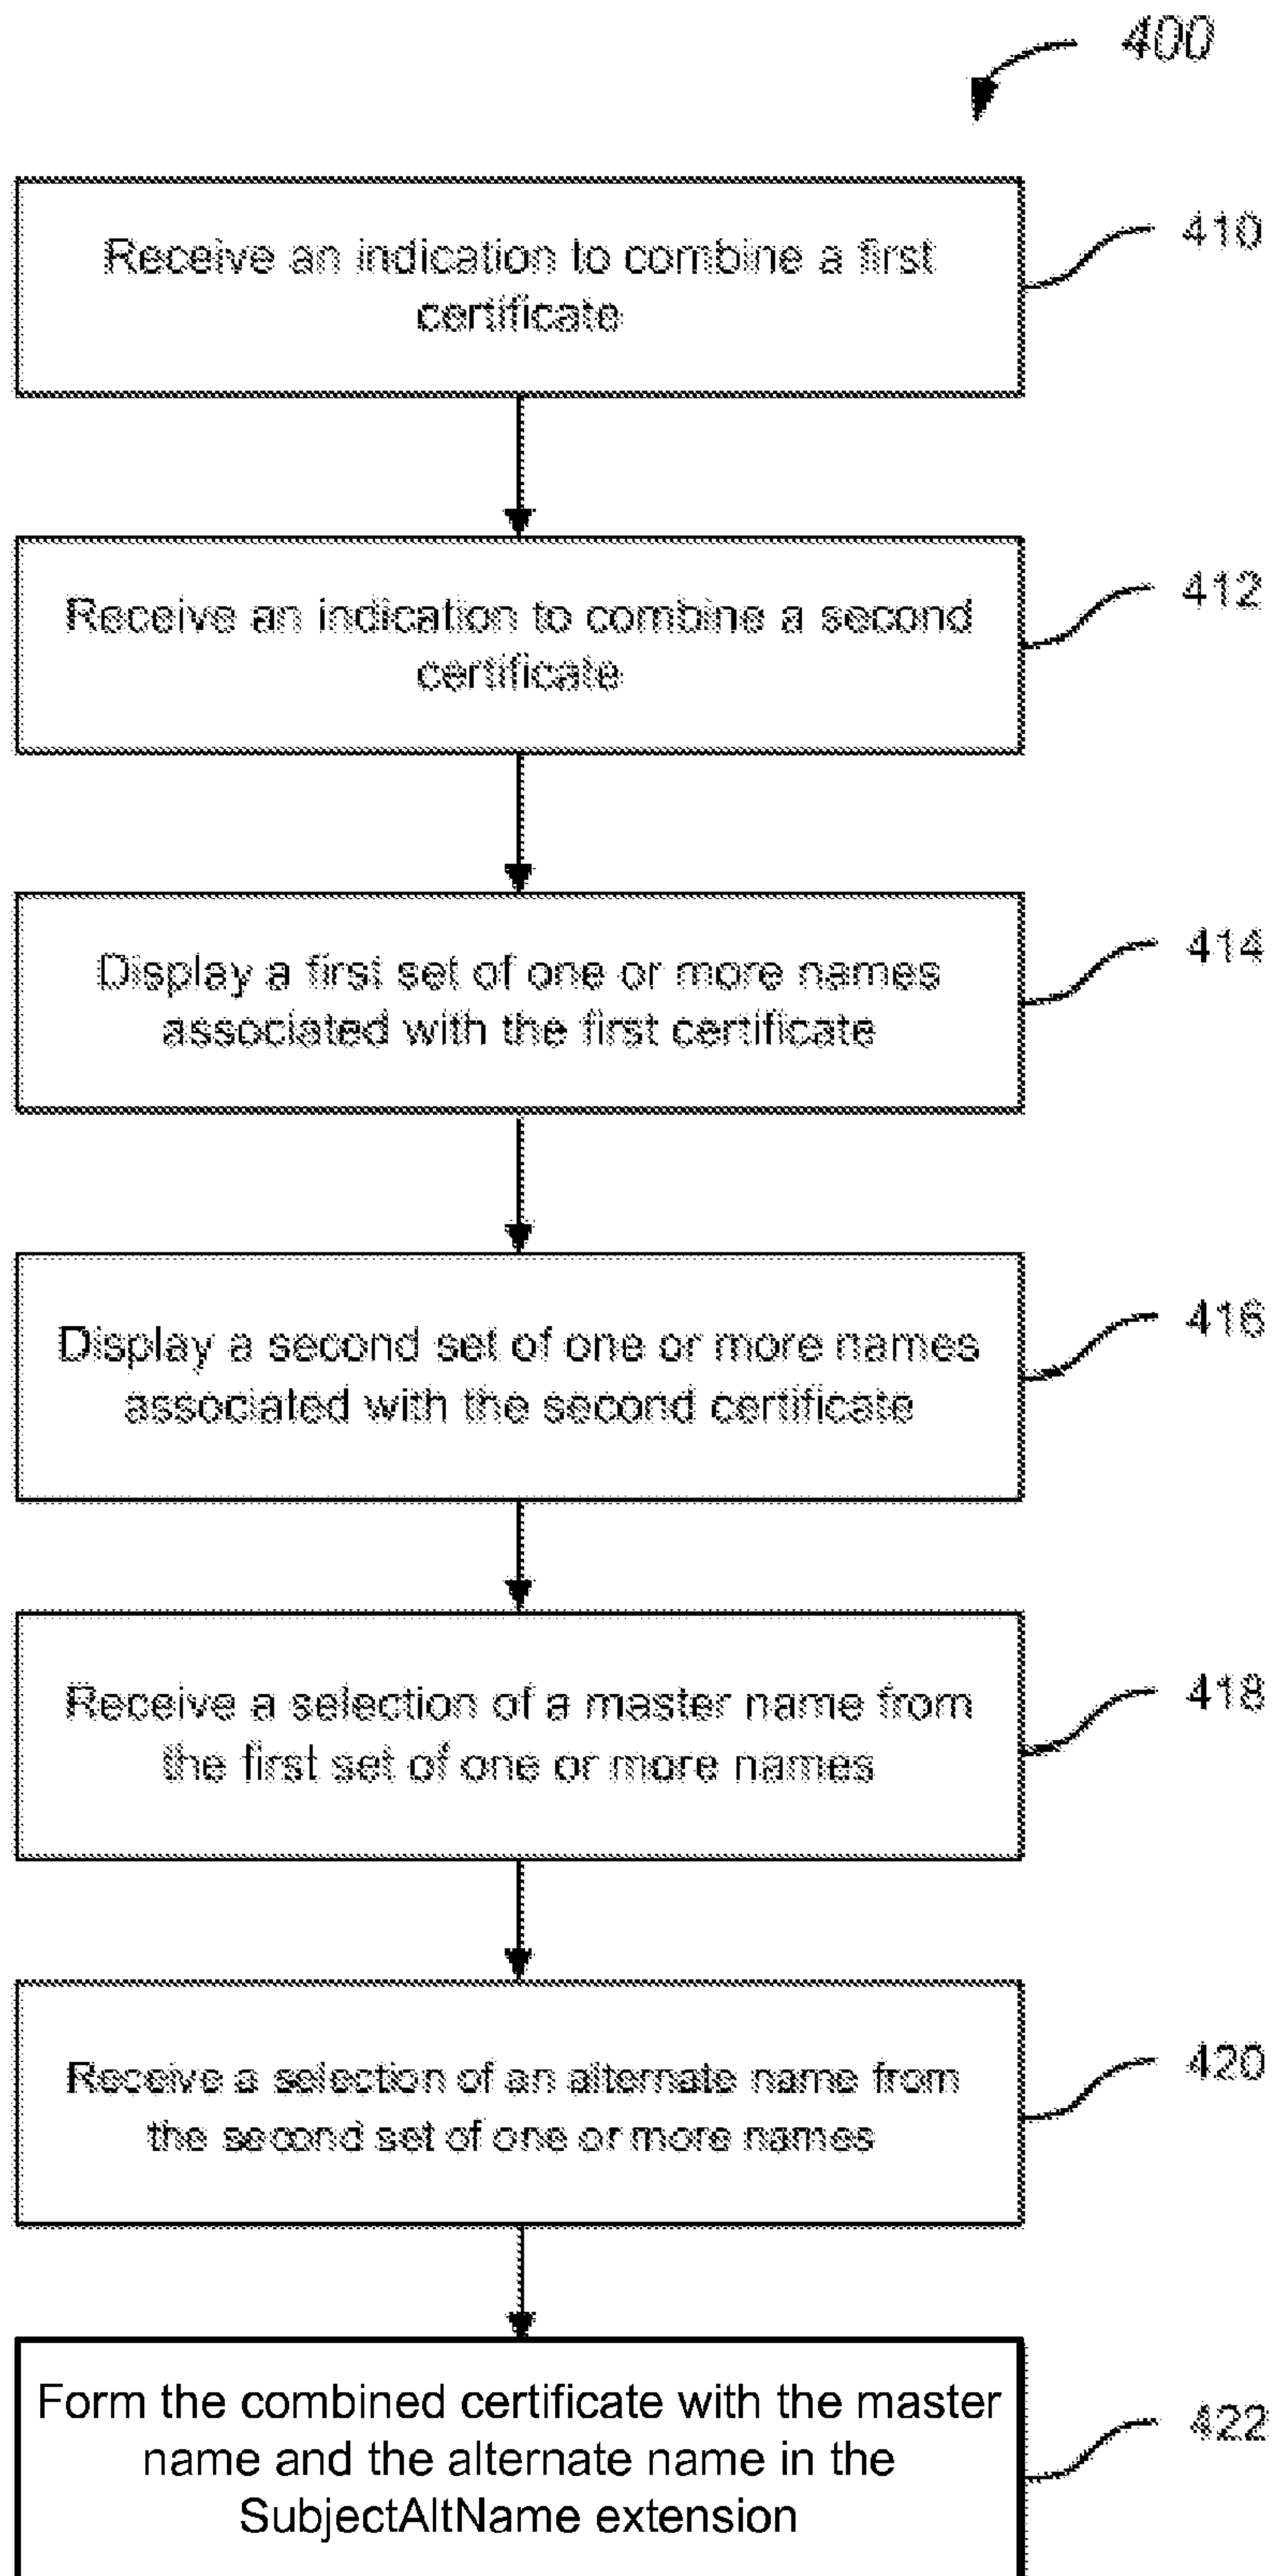 400
Receive an indication to combine a first
certificate
410
Receive an indication to combine a second
certificate
412
Display a first set of one or more names
associated with the first certificate
414
Display a second set of one or more names
associated with the second certificate
416
Receive a selection of a master name from
the first set of one or more names
418
Receive a selection of an alternate name from
the second set of one or more names
420
Form the combined certificate with the master
name and the alternate name in the
SubjectAltName extension
422